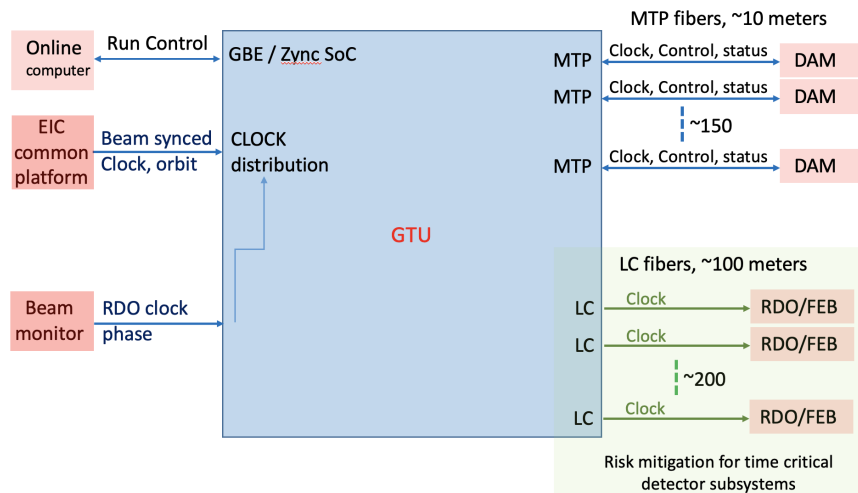 MTP fibers, ~10 meters
Online
computer
Run Control
GBE / Zync SoC
MTP
Clock, Control, status
DAM
MTP
Clock, Control, status
DAM
~150
EIC
common
platform
Beam synced
Clock, orbit
CLOCK
distribution
MTP
Clock, Control, status
DAM
GTU
LC fibers, ~100 meters
Beam
monitor
RDO clock
phase
LC
Clock
RDO/FEB
LC
Clock
RDO/FEB
~200
LC
Clock
RDO/FEB
Risk mitigation for time critical
detector subsystems